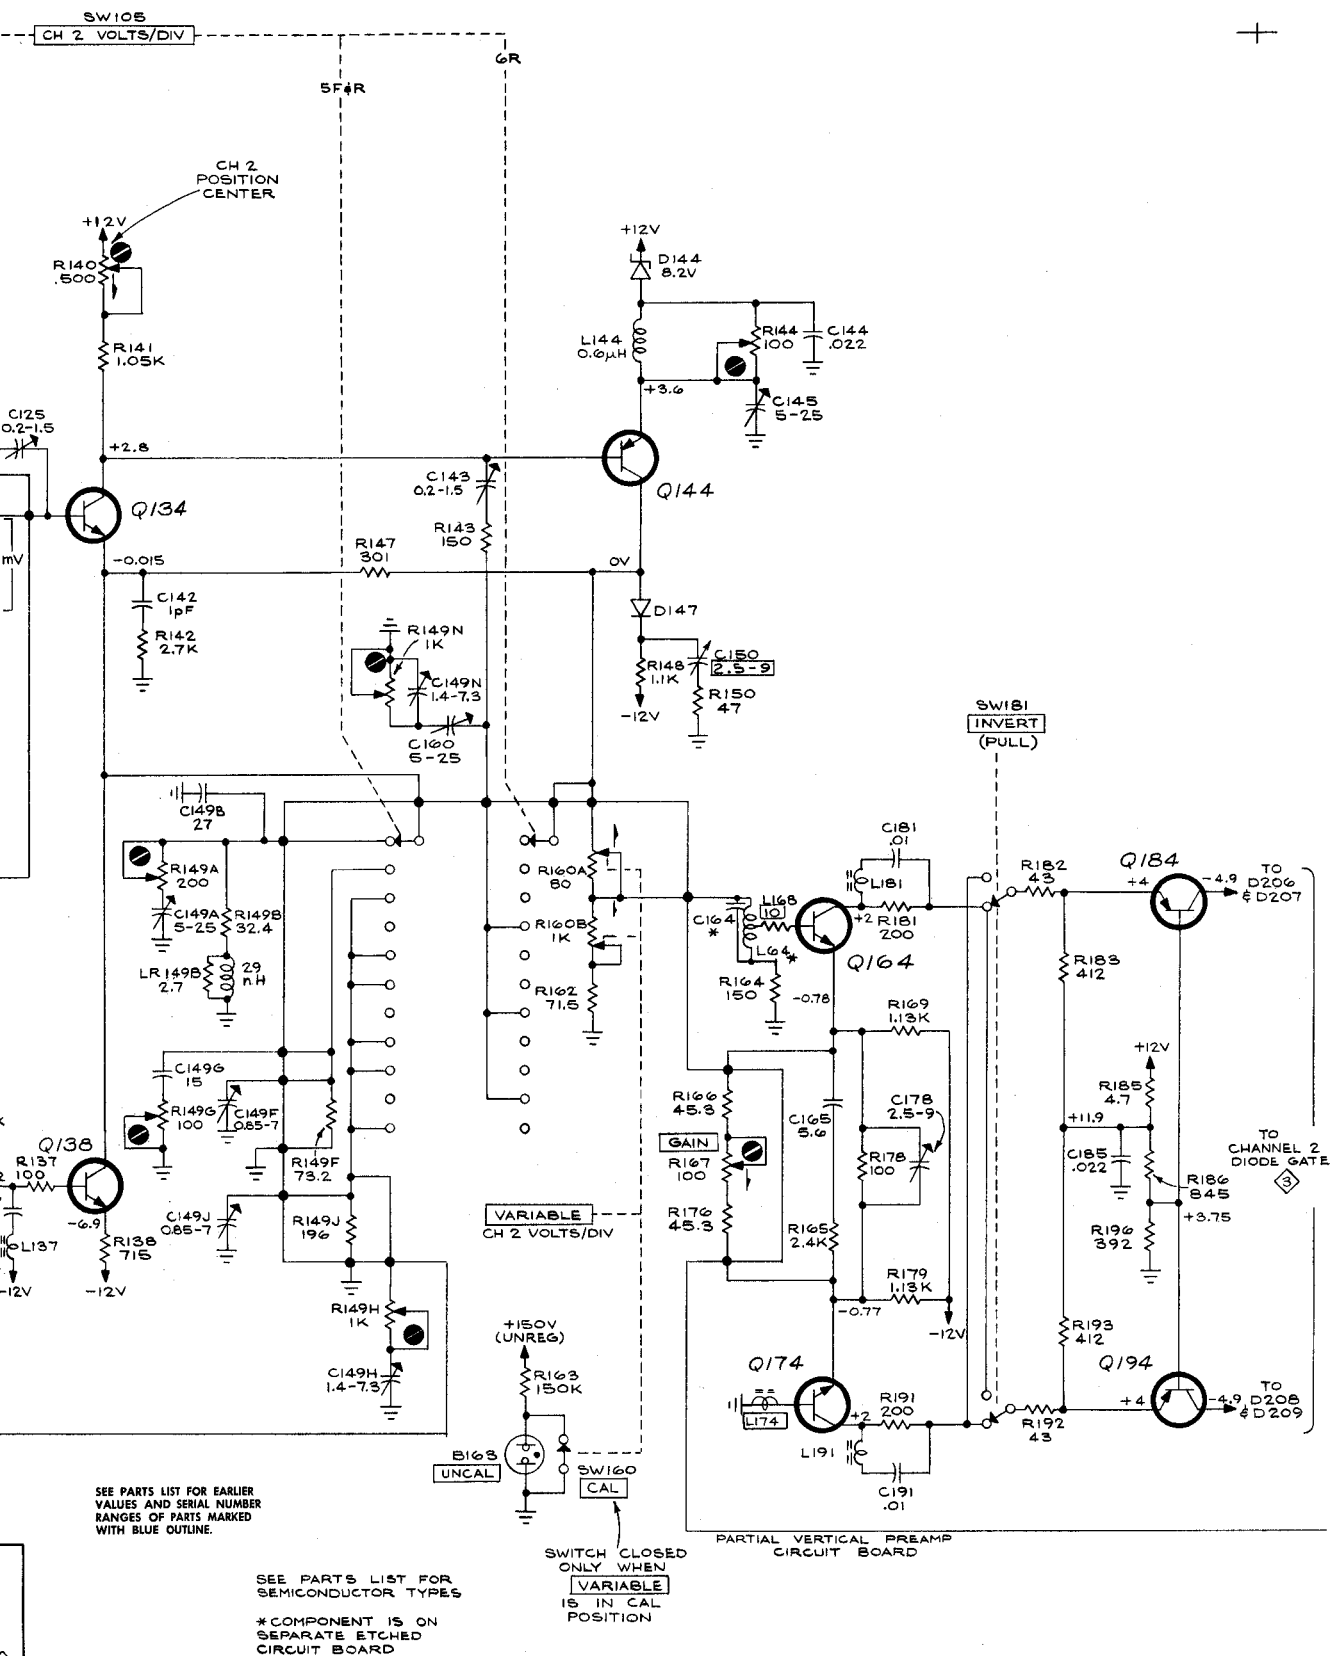 SW105
CH 2 VOLTS/DIV
6R
5F&R
CH 2
POSITION
CENTER
+12V
R140
500
R141
1.05K
+12V
D144
8.2V
L144
0.6µH
R144
100
C144
.022
+3.6
C145
5-25
C125
0.2-1.5
+2.8
Q134
C143
0.2-1.5
Q144
R143
150
mV
-0.015
R147
301
0V
C142
1pF
R142
2.7K
D147
R149N
1K
C149N
1.4-7.3
R148
1.1K
C150
2.5-9
R150
47
-12V
C160
5-25
SW181
INVERT
(PULL)
C149B
27
R149A
200
C149A
5-25
R149B
32.4
LR149B
2.7
29
nH
R160A
80
R160B
1K
R162
71.5
C164
*
L168
10
L64*
R164
150
C181
.01
L181
+2
R181
200
Q164
-0.78
R182
43
Q184
+4
-4.9
TO
D206
& D207
R183
412
R169
1.13K
C149G
15
R149G
100
C149F
0.85-7
R149F
73.2
R166
45.3
GAIN
R167
100
R176
45.3
C165
5.6
C178
2.5-9
R178
100
R165
2.4K
+12V
R185
4.7
+11.9
C185
.022
R186
845
+3.75
R196
392
TO
CHANNEL 2
DIODE GATE
3
Q138
R137
100
-6.9
L137
-12V
R138
715
-12V
C149J
0.85-7
R149J
196
VARIABLE
CH 2 VOLTS/DIV
R149H
1K
C149H
1.4-7.3
R179
1.13K
-0.77
-12V
R193
412
+150V
(UNREG)
R163
150K
B163
UNCAL
SW160
CAL
Q174
L174
+2
R191
200
L191
C191
.01
R192
43
Q194
+4
-4.9
TO
D208
& D209
SEE PARTS LIST FOR EARLIER
VALUES AND SERIAL NUMBER
RANGES OF PARTS MARKED
WITH BLUE OUTLINE.
SWITCH CLOSED
ONLY WHEN
VARIABLE
IS IN CAL
POSITION
PARTIAL VERTICAL PREAMP
CIRCUIT BOARD
SEE PARTS LIST FOR
SEMICONDUCTOR TYPES
*COMPONENT IS ON
SEPARATE ETCHED
CIRCUIT BOARD